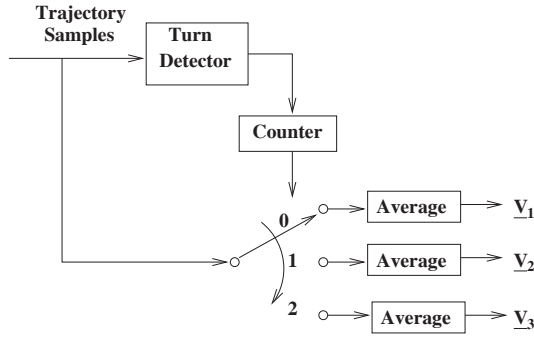 Trajectory
Samples
Turn
Detector
Counter
0
1
2
Average
V1
Average
V2
Average
V3